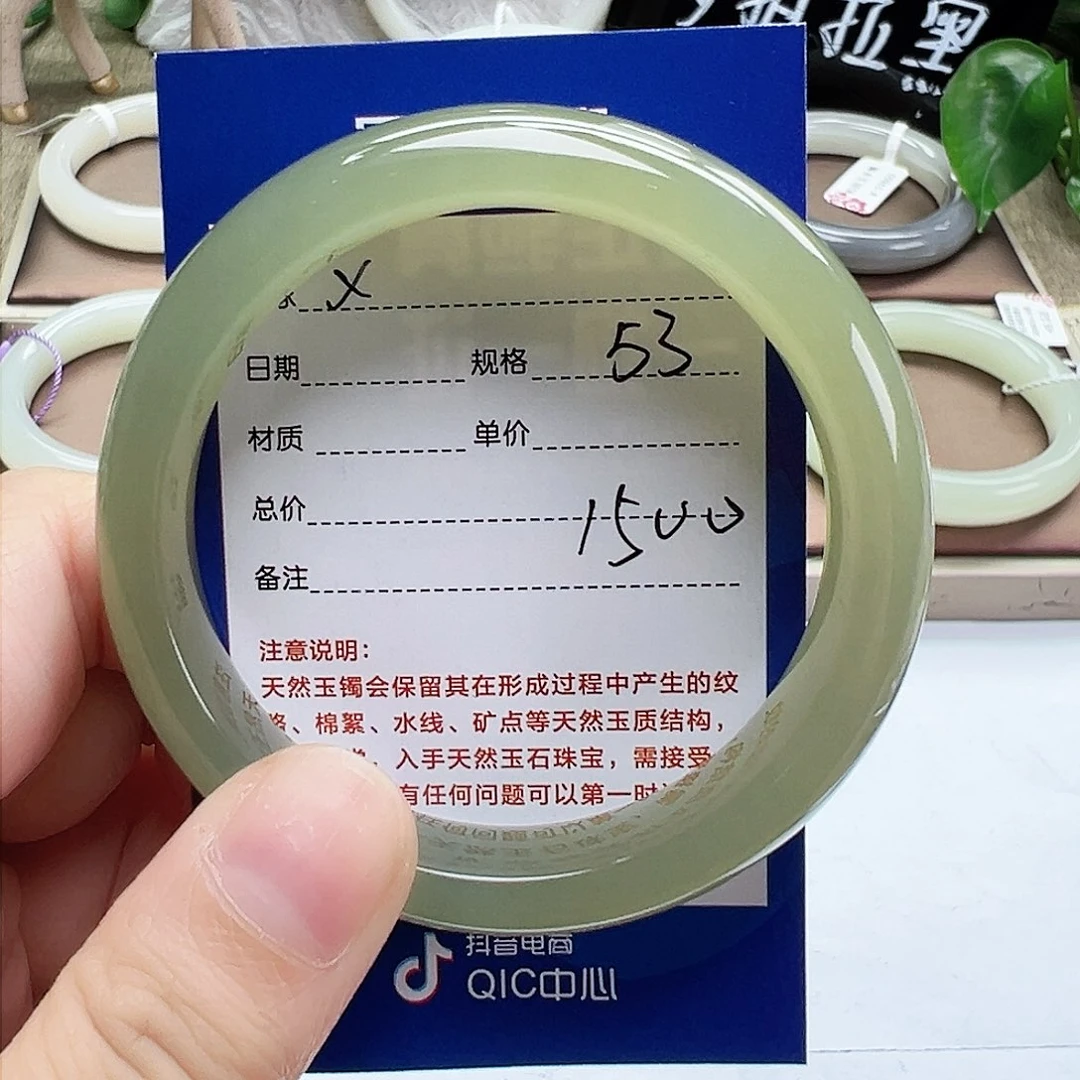 拉墨
日期 规格 53
材质 单价
总价 1500
备注
注意说明：
天然玉镯会保留其在形成过程中产生的纹
棉絮、水线、矿点等天然玉质结构，
入手天然玉石珠宝，需接受
有任何问题可以第一时
抖音电商
QIC中心